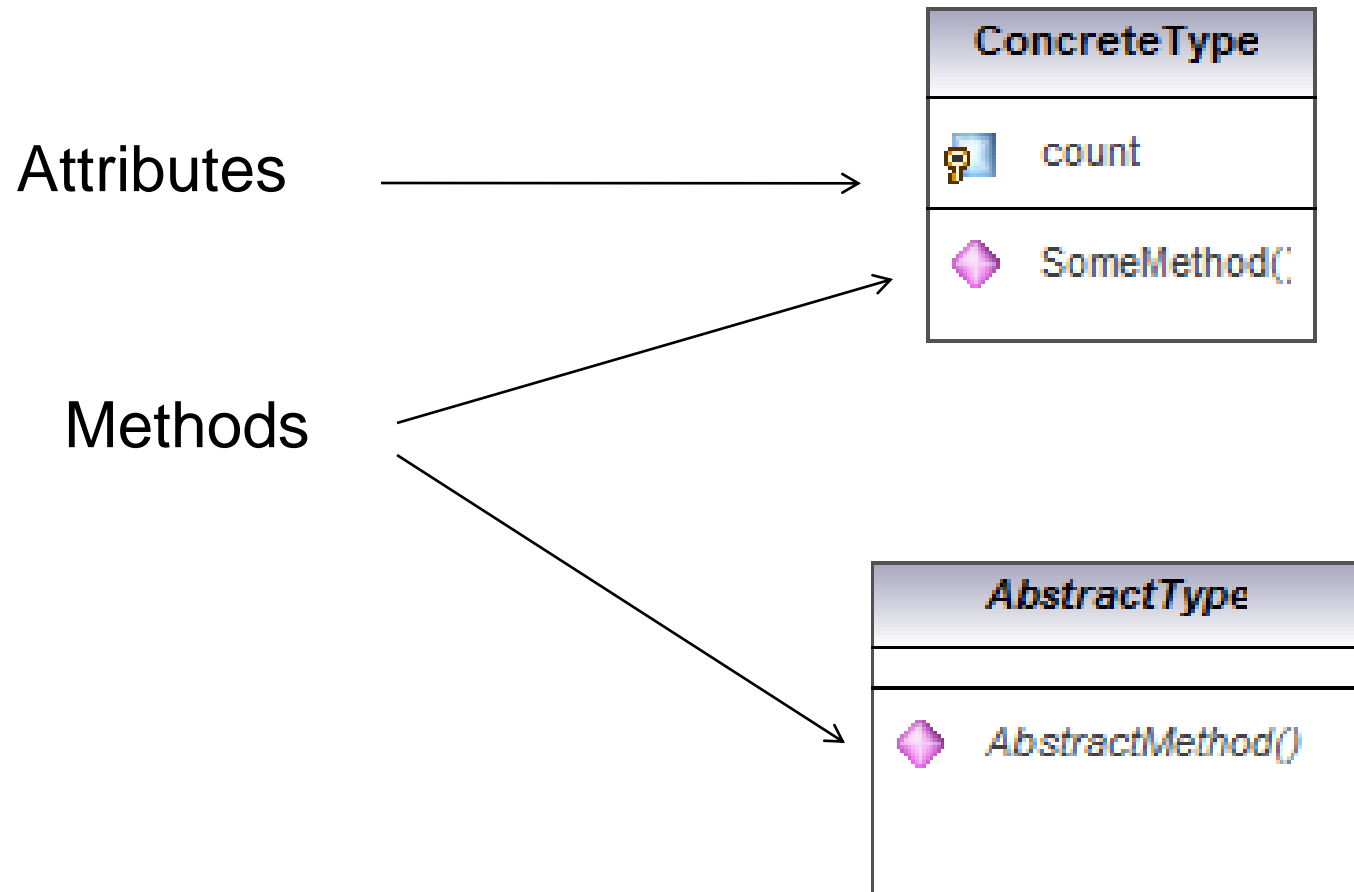 ConcreteType
Attributes
count
SomeMethod()
Methods
AbstractType
AbstractMethod()